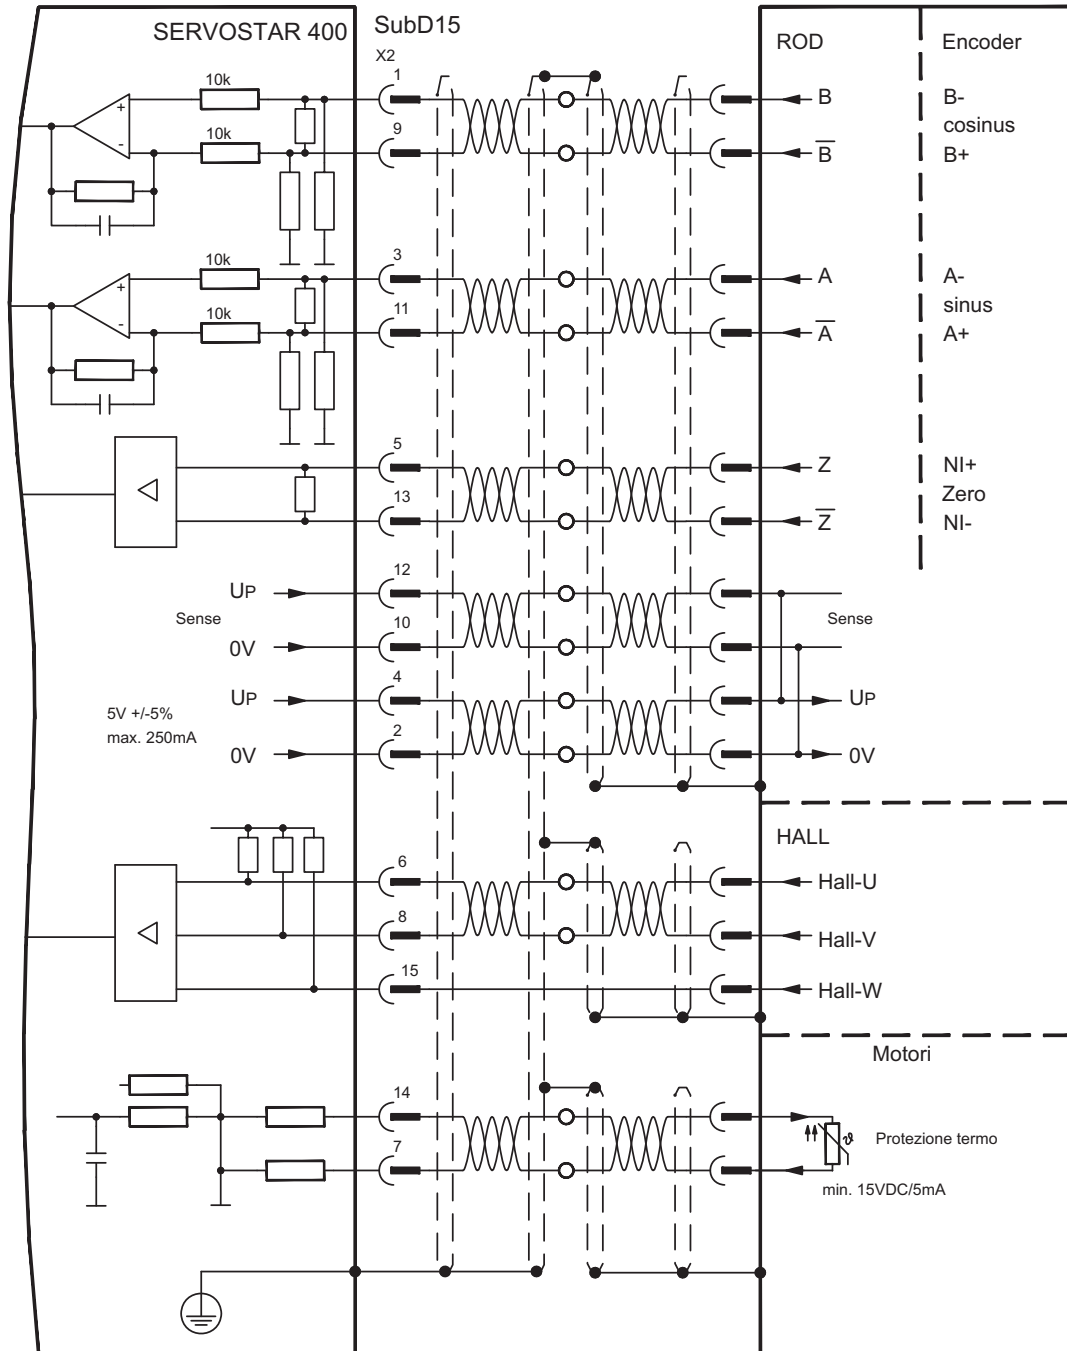 SERVOSTAR 400
SubD15
ROD
Encoder
X2
10k
+
1
B
B-
cosinus
10k
-
9
B̅
B+
10k
+
3
A
A-
sinus
10k
-
11
A̅
A+
5
Z
NI+
Zero
13
Z̅
NI-
UP
12
Sense
Sense
0V
10
UP
4
UP
5V +/-5%
max. 250mA
0V
2
0V
HALL
6
Hall-U
8
Hall-V
15
Hall-W
Motori
14
ϑ
Protezione termo
7
min. 15VDC/5mA